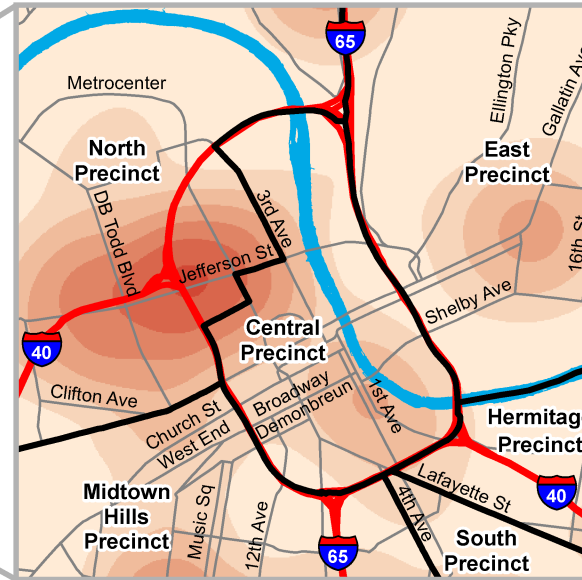 65
Ellington Pky
Gallatin Av
Metrocenter
North
Precinct
East
Precinct
DB Todd Blvd
3rd Ave
16th St
Jefferson St
Shelby Ave
Central
Precinct
40
Clifton Ave
Broadway
1st Ave
Church St
Demonbreun
West End
Hermitag
Precinct
Lafayette St
40
Midtown
Hills
Precinct
Music Sq
12th Ave
4th Ave
65
South
Precinct